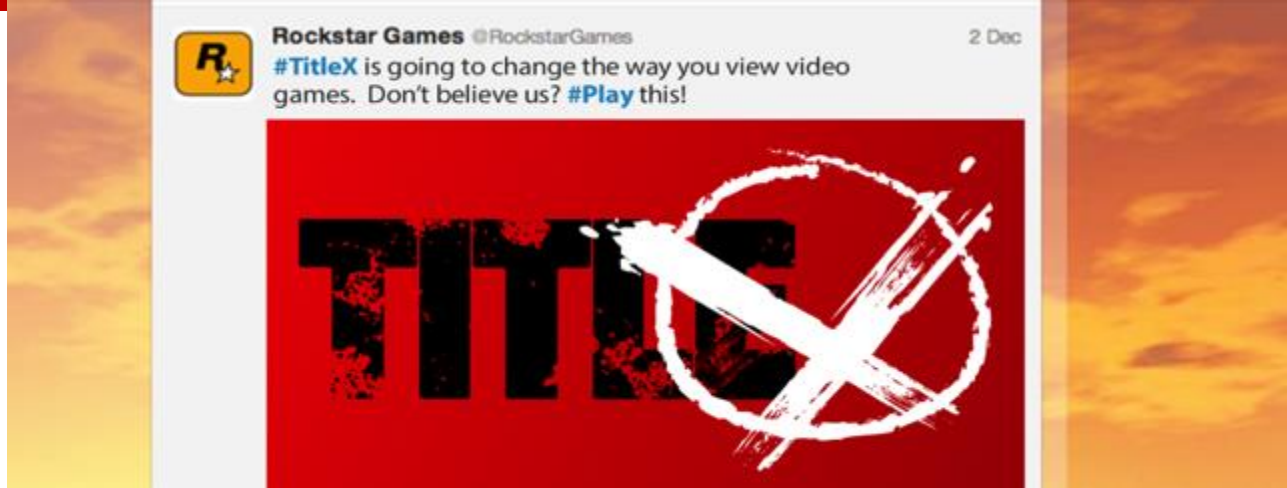 R
Rockstar Games @RockstarGames 2 Dec
#TitleX is going to change the way you view video
games. Don't believe us? #Play this!
TITLE X